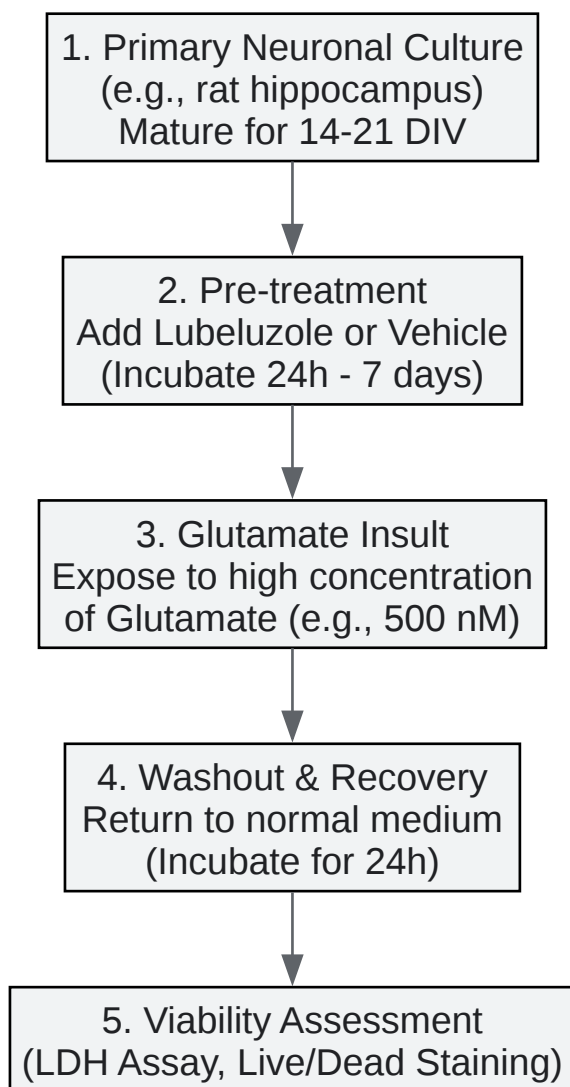 1. Primary Neuronal Culture
(e.g., rat hippocampus)
Mature for 14-21 DIV
2. Pre-treatment
Add Lubeluzole or Vehicle
(Incubate 24h - 7 days)
3. Glutamate Insult
Expose to high concentration
of Glutamate (e.g., 500 nM)
4. Washout & Recovery
Return to normal medium
(Incubate for 24h)
5. Viability Assessment
(LDH Assay, Live/Dead Staining)